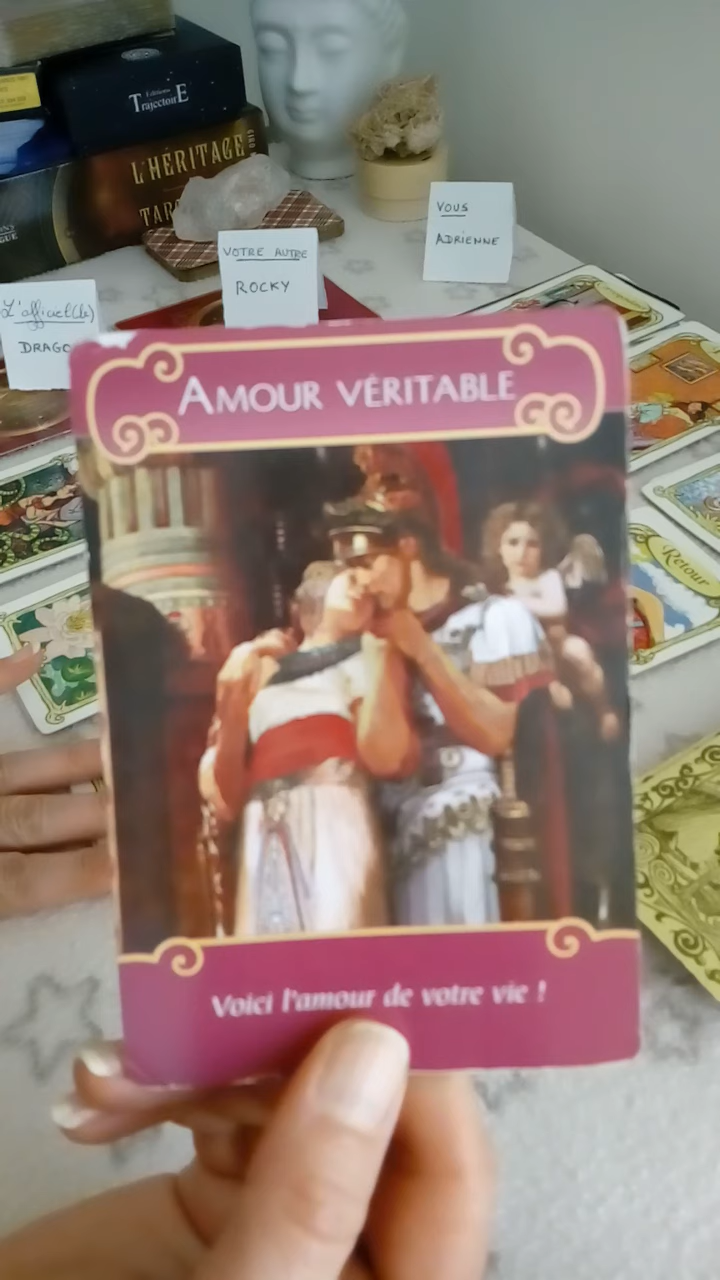 Editions
TrajectoirE
L'HÉRITAGE
TAR
VOUS
ADRIENNE
VOTRE AUTRE
ROCKY
L'officiel(le)
DRAGO
AMOUR VÉRITABLE
Retour
Voici l'amour de votre vie !